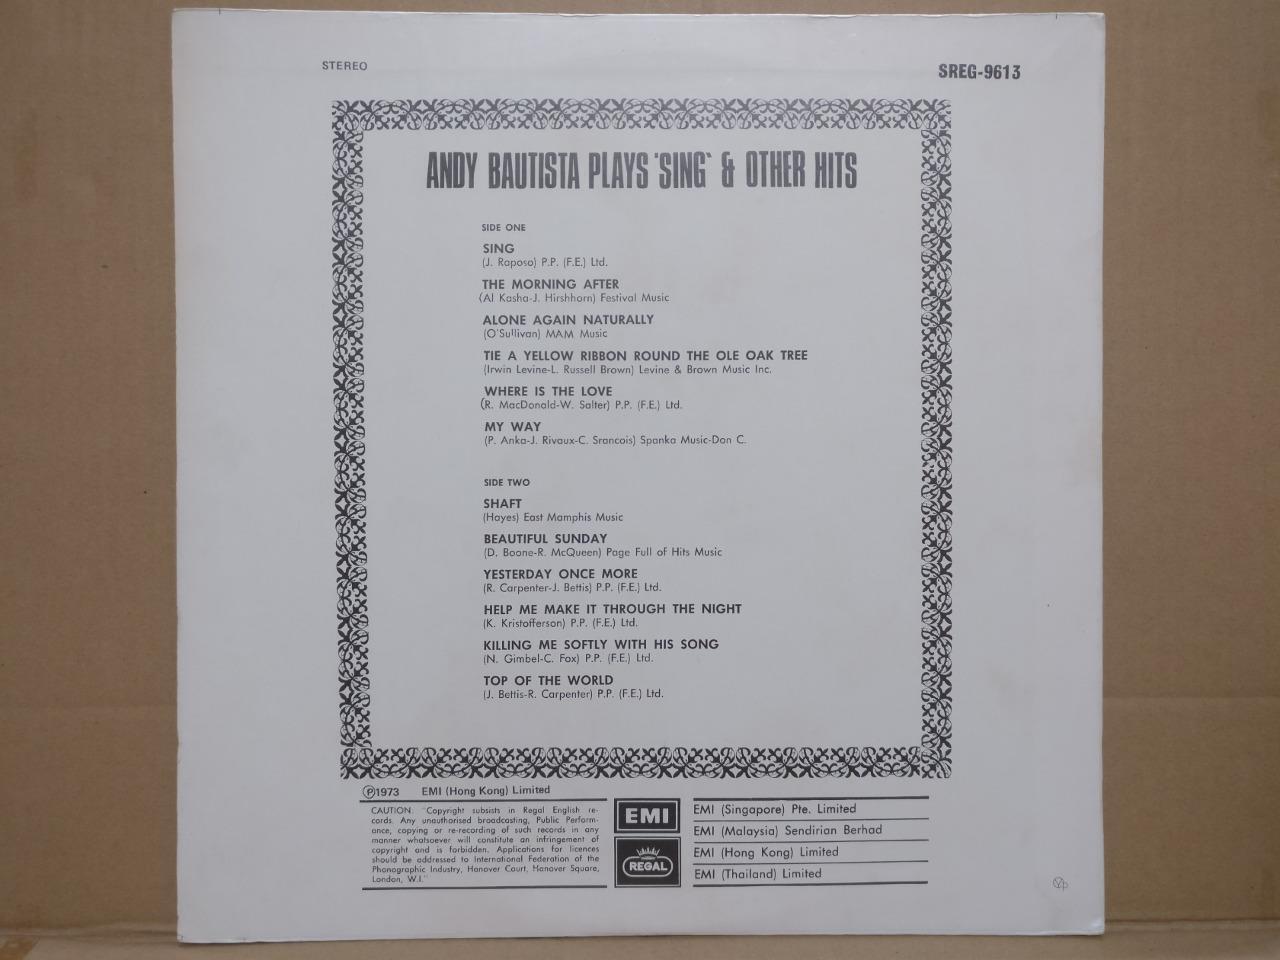 STEREO
SREG-9613
ANDY BAUTISTA PLAYS 'SING' & OTHER HITS
SIDE ONE
SING
(J. Raposo) P.P. (F.E.) Ltd.
THE MORNING AFTER
(Al Kasha-J. Hirshhorn) Festival Music
ALONE AGAIN NATURALLY
(O'Sullivan) MAM Music
TIE A YELLOW RIBBON ROUND THE OLE OAK TREE
(Irwin Levine-L. Russell Brown) Levine & Brown Music Inc.
WHERE IS THE LOVE
(R. MacDonald-W. Salter) P.P. (F.E.) Ltd.
MY WAY
(P. Anka-J. Rivaux-C. Srancois) Spanka Music-Don C.
SIDE TWO
SHAFT
(Hayes) East Mamphis Music
BEAUTIFUL SUNDAY
(D. Boone-R. McQueen) Page Full of Hits Music
YESTERDAY ONCE MORE
(R. Carpenter-J. Bettis) P.P. (F.E.) Ltd.
HELP ME MAKE IT THROUGH THE NIGHT
(K. Kristofferson) P.P. (F.E.) Ltd.
KILLING ME SOFTLY WITH HIS SONG
(N. Gimbel-C. Fox) P.P. (F.E.) Ltd.
TOP OF THE WORLD
(J. Bettis-R. Carpenter) P.P. (F.E.) Ltd.
Ⓟ1973 EMI (Hong Kong) Limited
CAUTION: "Copyright subsists in Regal English re-
cords. Any unauthorised broadcasting, Public Perform-
ance, copying or re-recording of such records in any
manner whatsoever will constitute an infringement of
copyright and is forbidden. Applications for licences
should be addressed to International Federation of the
Phonographic Industry, Hanover Court, Hanover Square,
London, W.I."
EMI
REGAL
EMI (Singapore) Pte. Limited
EMI (Malaysia) Sendirian Berhad
EMI (Hong Kong) Limited
EMI (Thailand) Limited